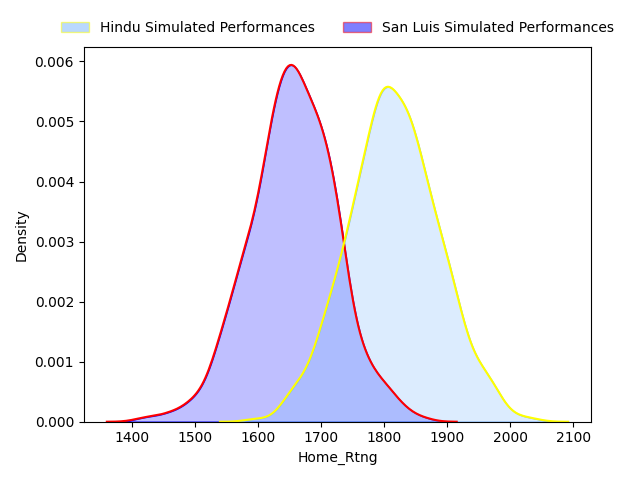 Hindu Simulated Performances
San Luis Simulated Performances
0.006
0.005
0.004
0.003
0.002
0.001
0.000
Density
1400 1500 1600 1700 1800 1900 2000 2100
Home_Rtng